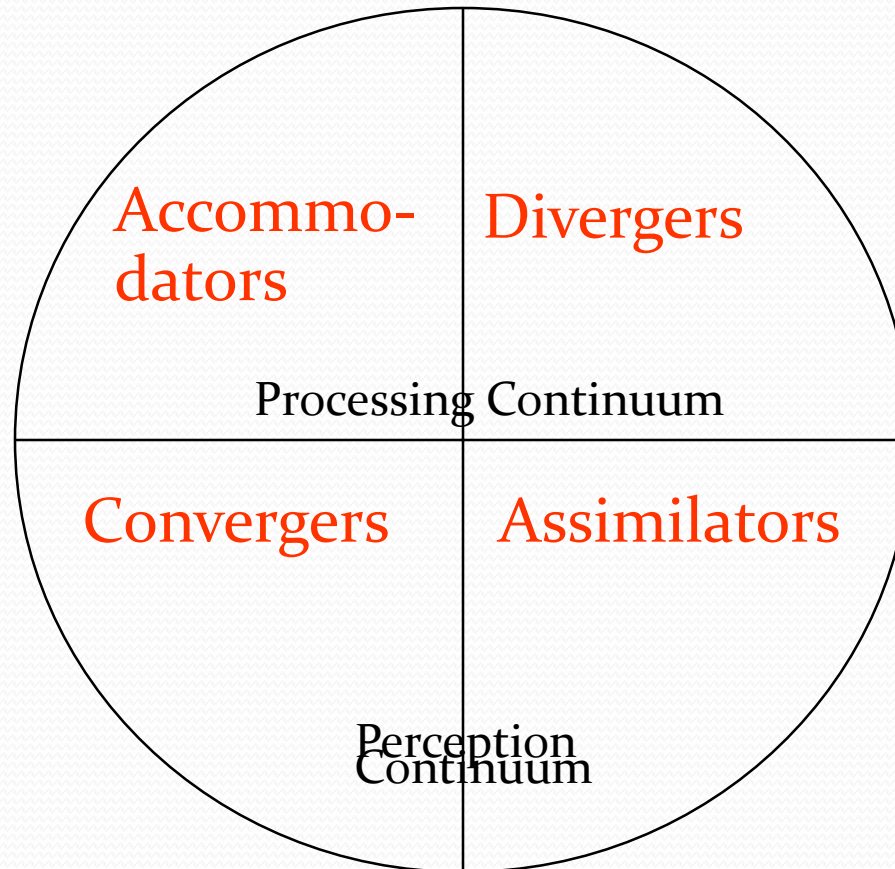 Accommo-
dators
Divergers
Processing Continuum
Convergers
Assimilators
Perception
Continuum